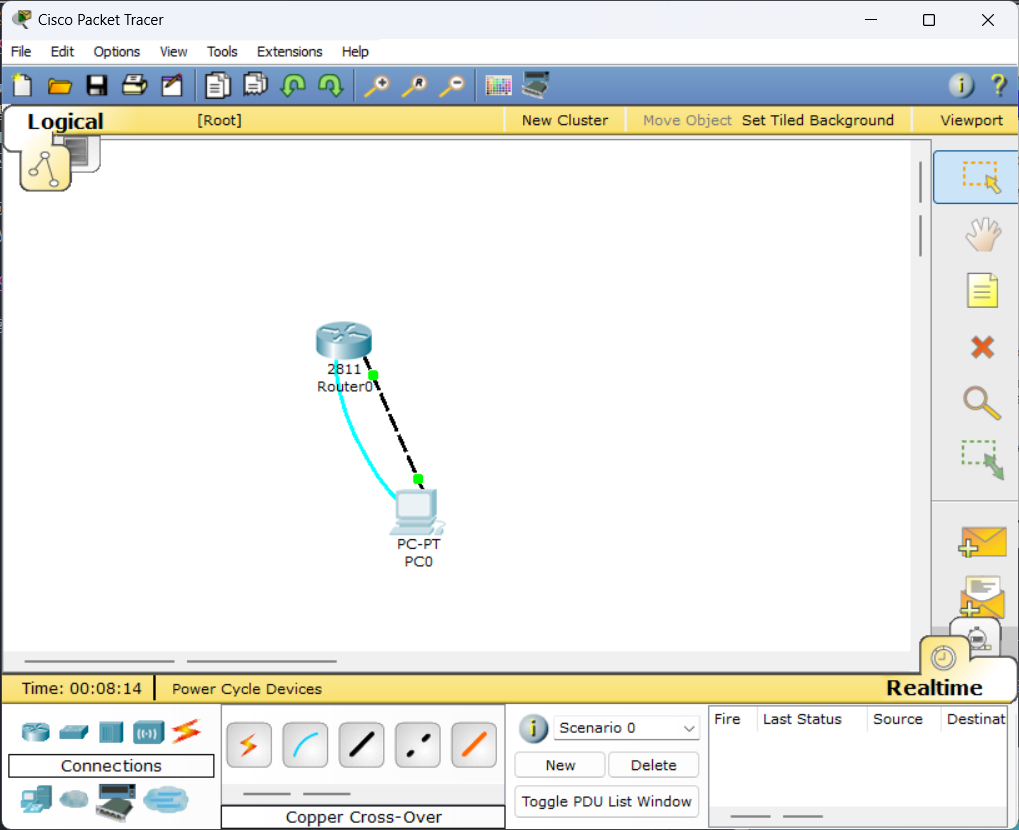 Cisco Packet Tracer
File Edit Options View Tools Extensions Help
Logical [Root] New Cluster Move Object Set Tiled Background Viewport
2811
Router0
PC-PT
PC0
Time: 00:08:14 Power Cycle Devices Realtime
Connections
Copper Cross-Over
Scenario 0
New Delete
Toggle PDU List Window
Fire Last Status Source Destinat